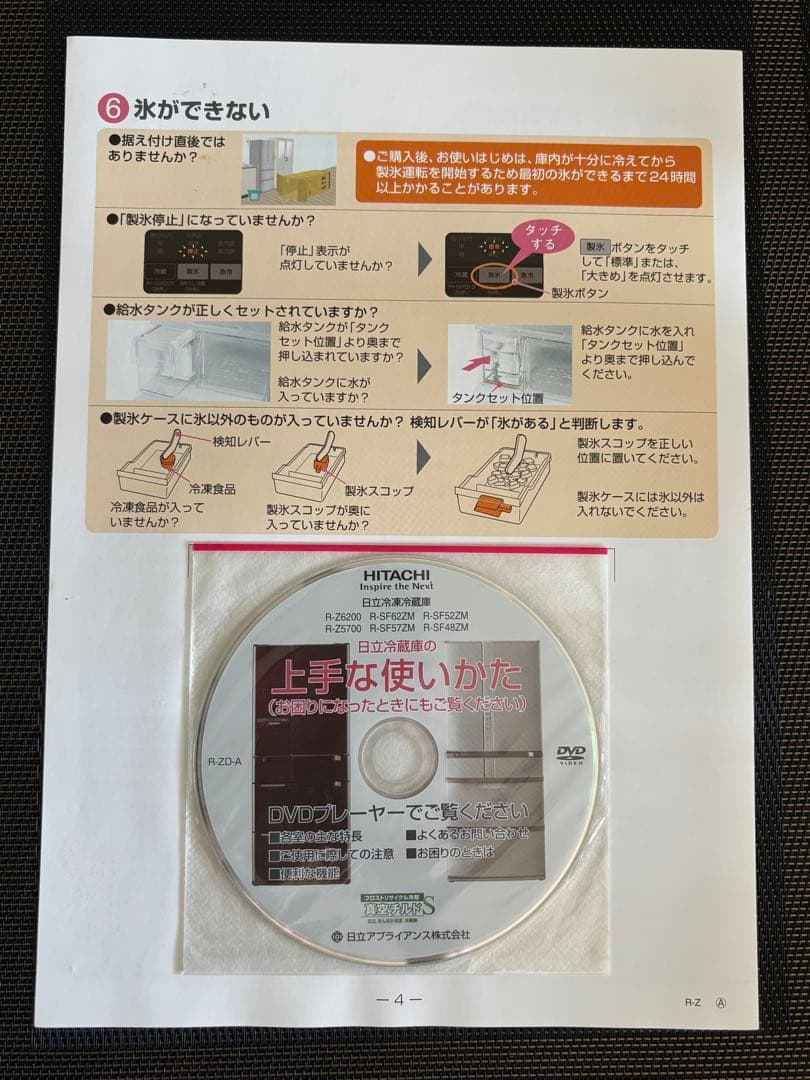 6 氷ができない
●据え付け直後では
ありませんか？
●ご購入後、お使いはじめは、庫内が十分に冷えてから
製氷運転を開始するため最初の氷ができるまで24時間
以上かかることがあります。
●「製氷停止」になっていませんか？
冷蔵 製氷 急冷
「停止」表示が
点灯していませんか？
タッチ
する
冷蔵 製氷 急冷
製氷 ボタンをタッチ
して「標準」または、
「大きめ」を点灯させます。
製氷ボタン
●給水タンクが正しくセットされていますか？
給水タンクが「タンク
セット位置」より奥まで
押し込まれていますか？
給水タンクに水が
入っていますか？
タンクセット位置
給水タンクに水を入れ
「タンクセット位置」
より奥まで押し込んで
ください。
●製氷ケースに氷以外のものが入っていませんか？ 検知レバーが「氷がある」と判断します。
検知レバー
冷凍食品
冷凍食品が入って
いませんか？
製氷スコップ
製氷スコップが奥に
入っていませんか？
製氷スコップを正しい
位置に置いてください。
製氷ケースには氷以外は
入れないでください。
HITACHI
Inspire the Next
日立冷凍冷蔵庫
R-Z6200 R-SF62ZM R-SF52ZM
R-Z5700 R-SF57ZM R-SF48ZM
日立冷蔵庫の
上手な使いかた
（お困りになったときにもご覧ください）
R-ZD-A
DVD
VIDEO
DVDプレーヤーでご覧ください
■各室の主な特長 ■よくあるお問い合わせ
■ご使用に際しての注意 ■お困りのときは
■便利な機能
フロストリサイクル冷却
真空チルドS
日立アプライアンス株式会社
— 4 —
R-Z Ⓐ